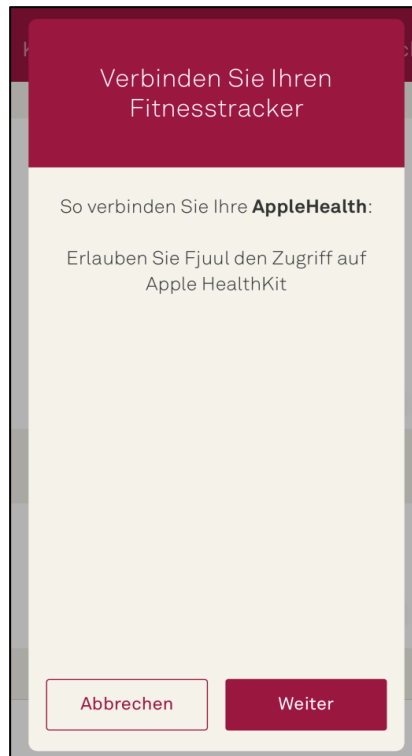 Verbinden Sie Ihren
Fitnesstracker
So verbinden Sie Ihre AppleHealth:
Erlauben Sie Fjuul den Zugriff auf
Apple HealthKit
Abbrechen
Weiter